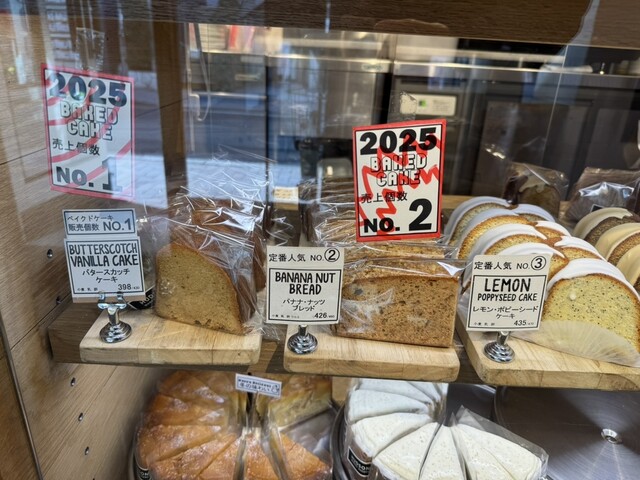 2025
BAKED
CAKE
売上個数
No. 1
ベイクドケーキ
販売個数 NO.1
BUTTERSCOTCH
VANILLA CAKE
バタースカッチ
ケーキ
398
2025
BAKED
CAKE
売上個数
No. 2
定番人気 NO.②
BANANA NUT
BREAD
バナナ・ナッツ
ブレッド
426
定番人気 NO.③
LEMON
POPPYSEED CAKE
レモン・ポピーシード
ケーキ
435